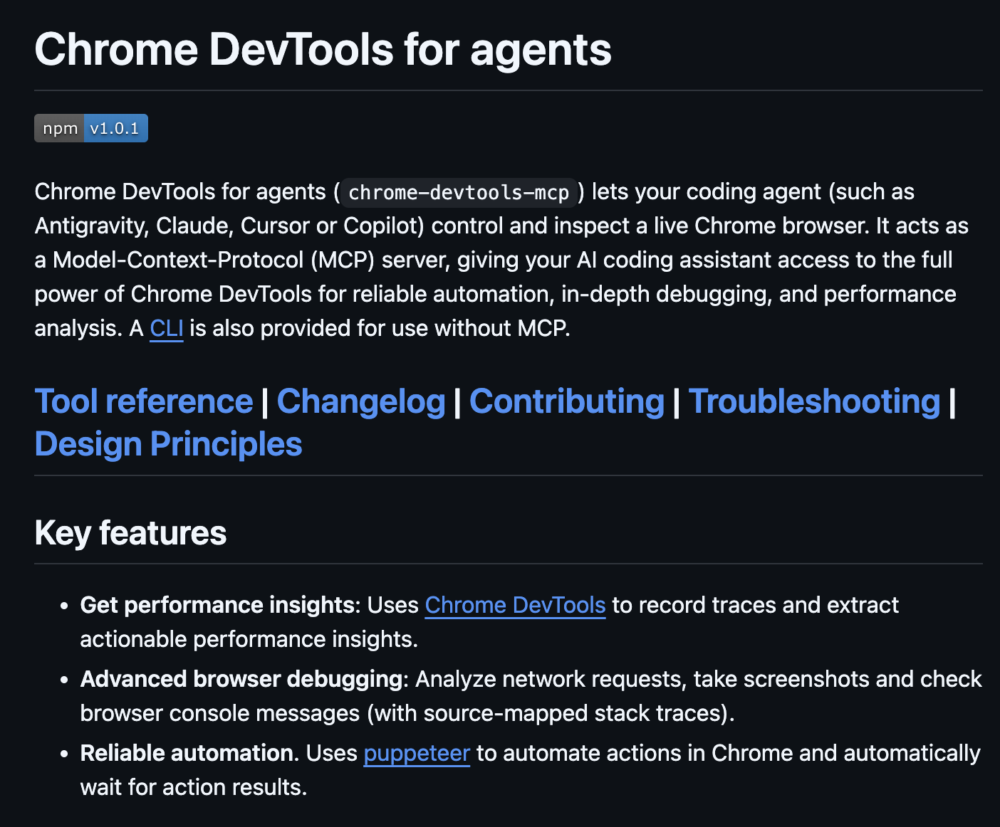 Chrome DevTools for agents
npm v1.0.1
Chrome DevTools for agents (chrome-devtools-mcp) lets your coding agent (such as
Antigravity, Claude, Cursor or Copilot) control and inspect a live Chrome browser. It acts as
a Model-Context-Protocol (MCP) server, giving your AI coding assistant access to the full
power of Chrome DevTools for reliable automation, in-depth debugging, and performance
analysis. A CLI is also provided for use without MCP.
Tool reference | Changelog | Contributing | Troubleshooting |
Design Principles
Key features
• Get performance insights: Uses Chrome DevTools to record traces and extract
actionable performance insights.
• Advanced browser debugging: Analyze network requests, take screenshots and check
browser console messages (with source-mapped stack traces).
• Reliable automation. Uses puppeteer to automate actions in Chrome and automatically
wait for action results.